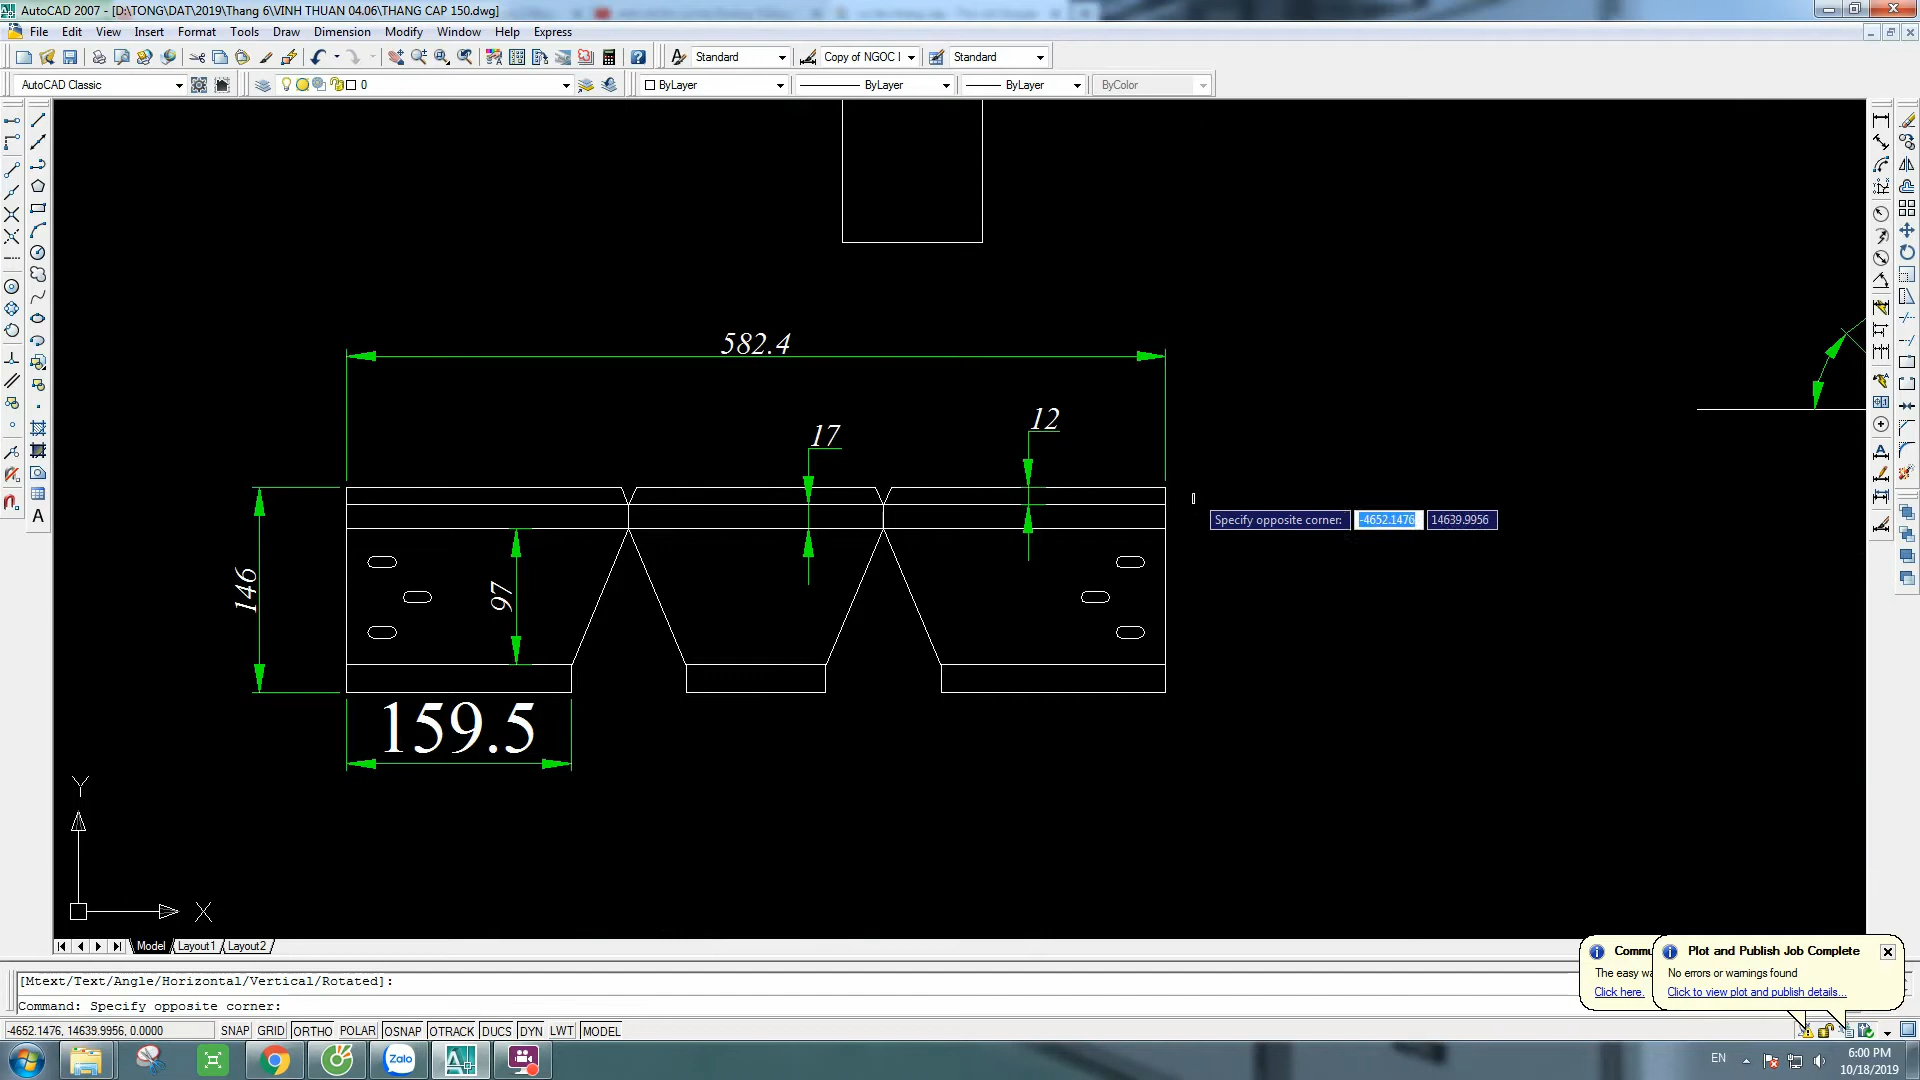 AutoCAD 2007 - [D:\TONG\DAT\2019\Thang 6\VINH THUAN 04.06\THANG CAP 150.dwg]
File Edit View Insert Format Tools Draw Dimension Modify Window Help Express
Standard Copy of NGOC Standard
AutoCAD Classic 0 ByLayer ByLayer ByLayer ByColor
582.4
12
17
Specify opposite corner: -4652.1476 14639.9956
146
97
159.5
Y
X
Model Layout1 Layout2
Commu
The easy wa
Click here.
Plot and Publish Job Complete
No errors or warnings found
Click to view plot and publish details...
[Mtext/Text/Angle/Horizontal/Vertical/Rotated]:
Command: Specify opposite corner:
-4652.1476, 14639.9956, 0.0000 SNAP GRID ORTHO POLAR OSNAP OTRACK DUCS DYN LWT MODEL
Zalo
EN
6:00 PM
10/18/2019